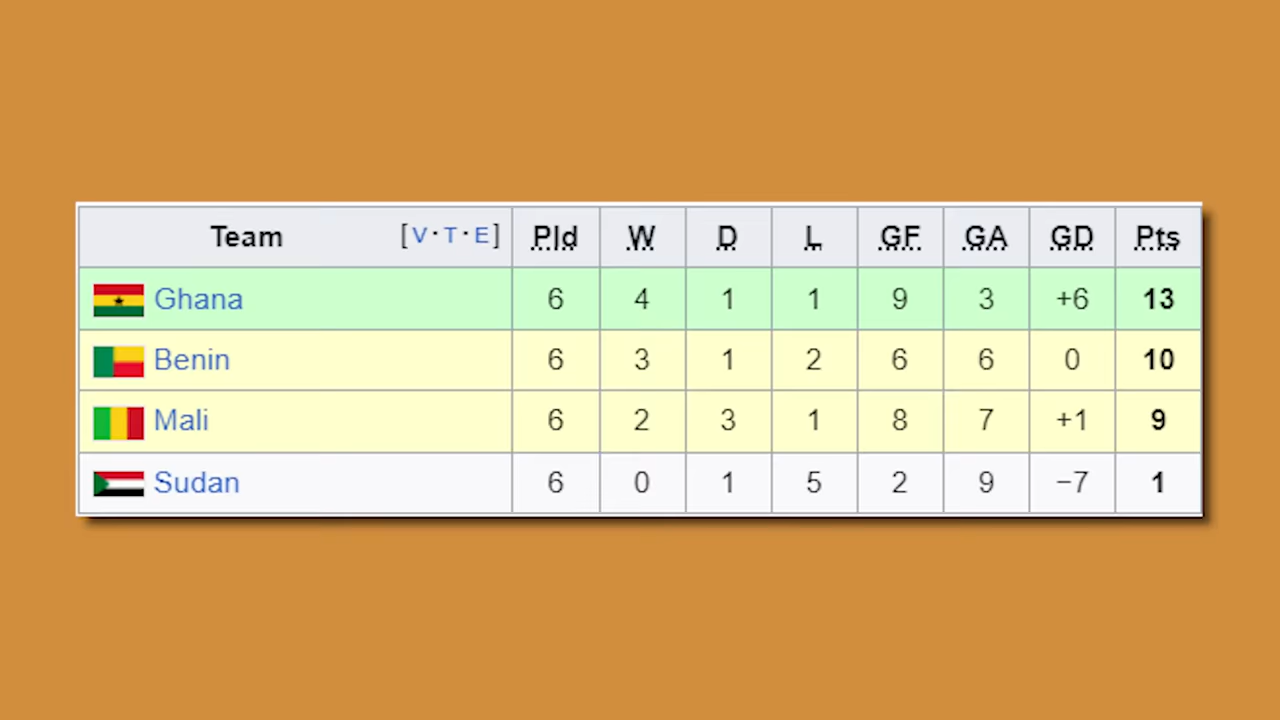 Team [V·T·E] Pld W D L GF GA GD Pts
Ghana 6 4 1 1 9 3 +6 13
Benin 6 3 1 2 6 6 0 10
Mali 6 2 3 1 8 7 +1 9
Sudan 6 0 1 5 2 9 −7 1